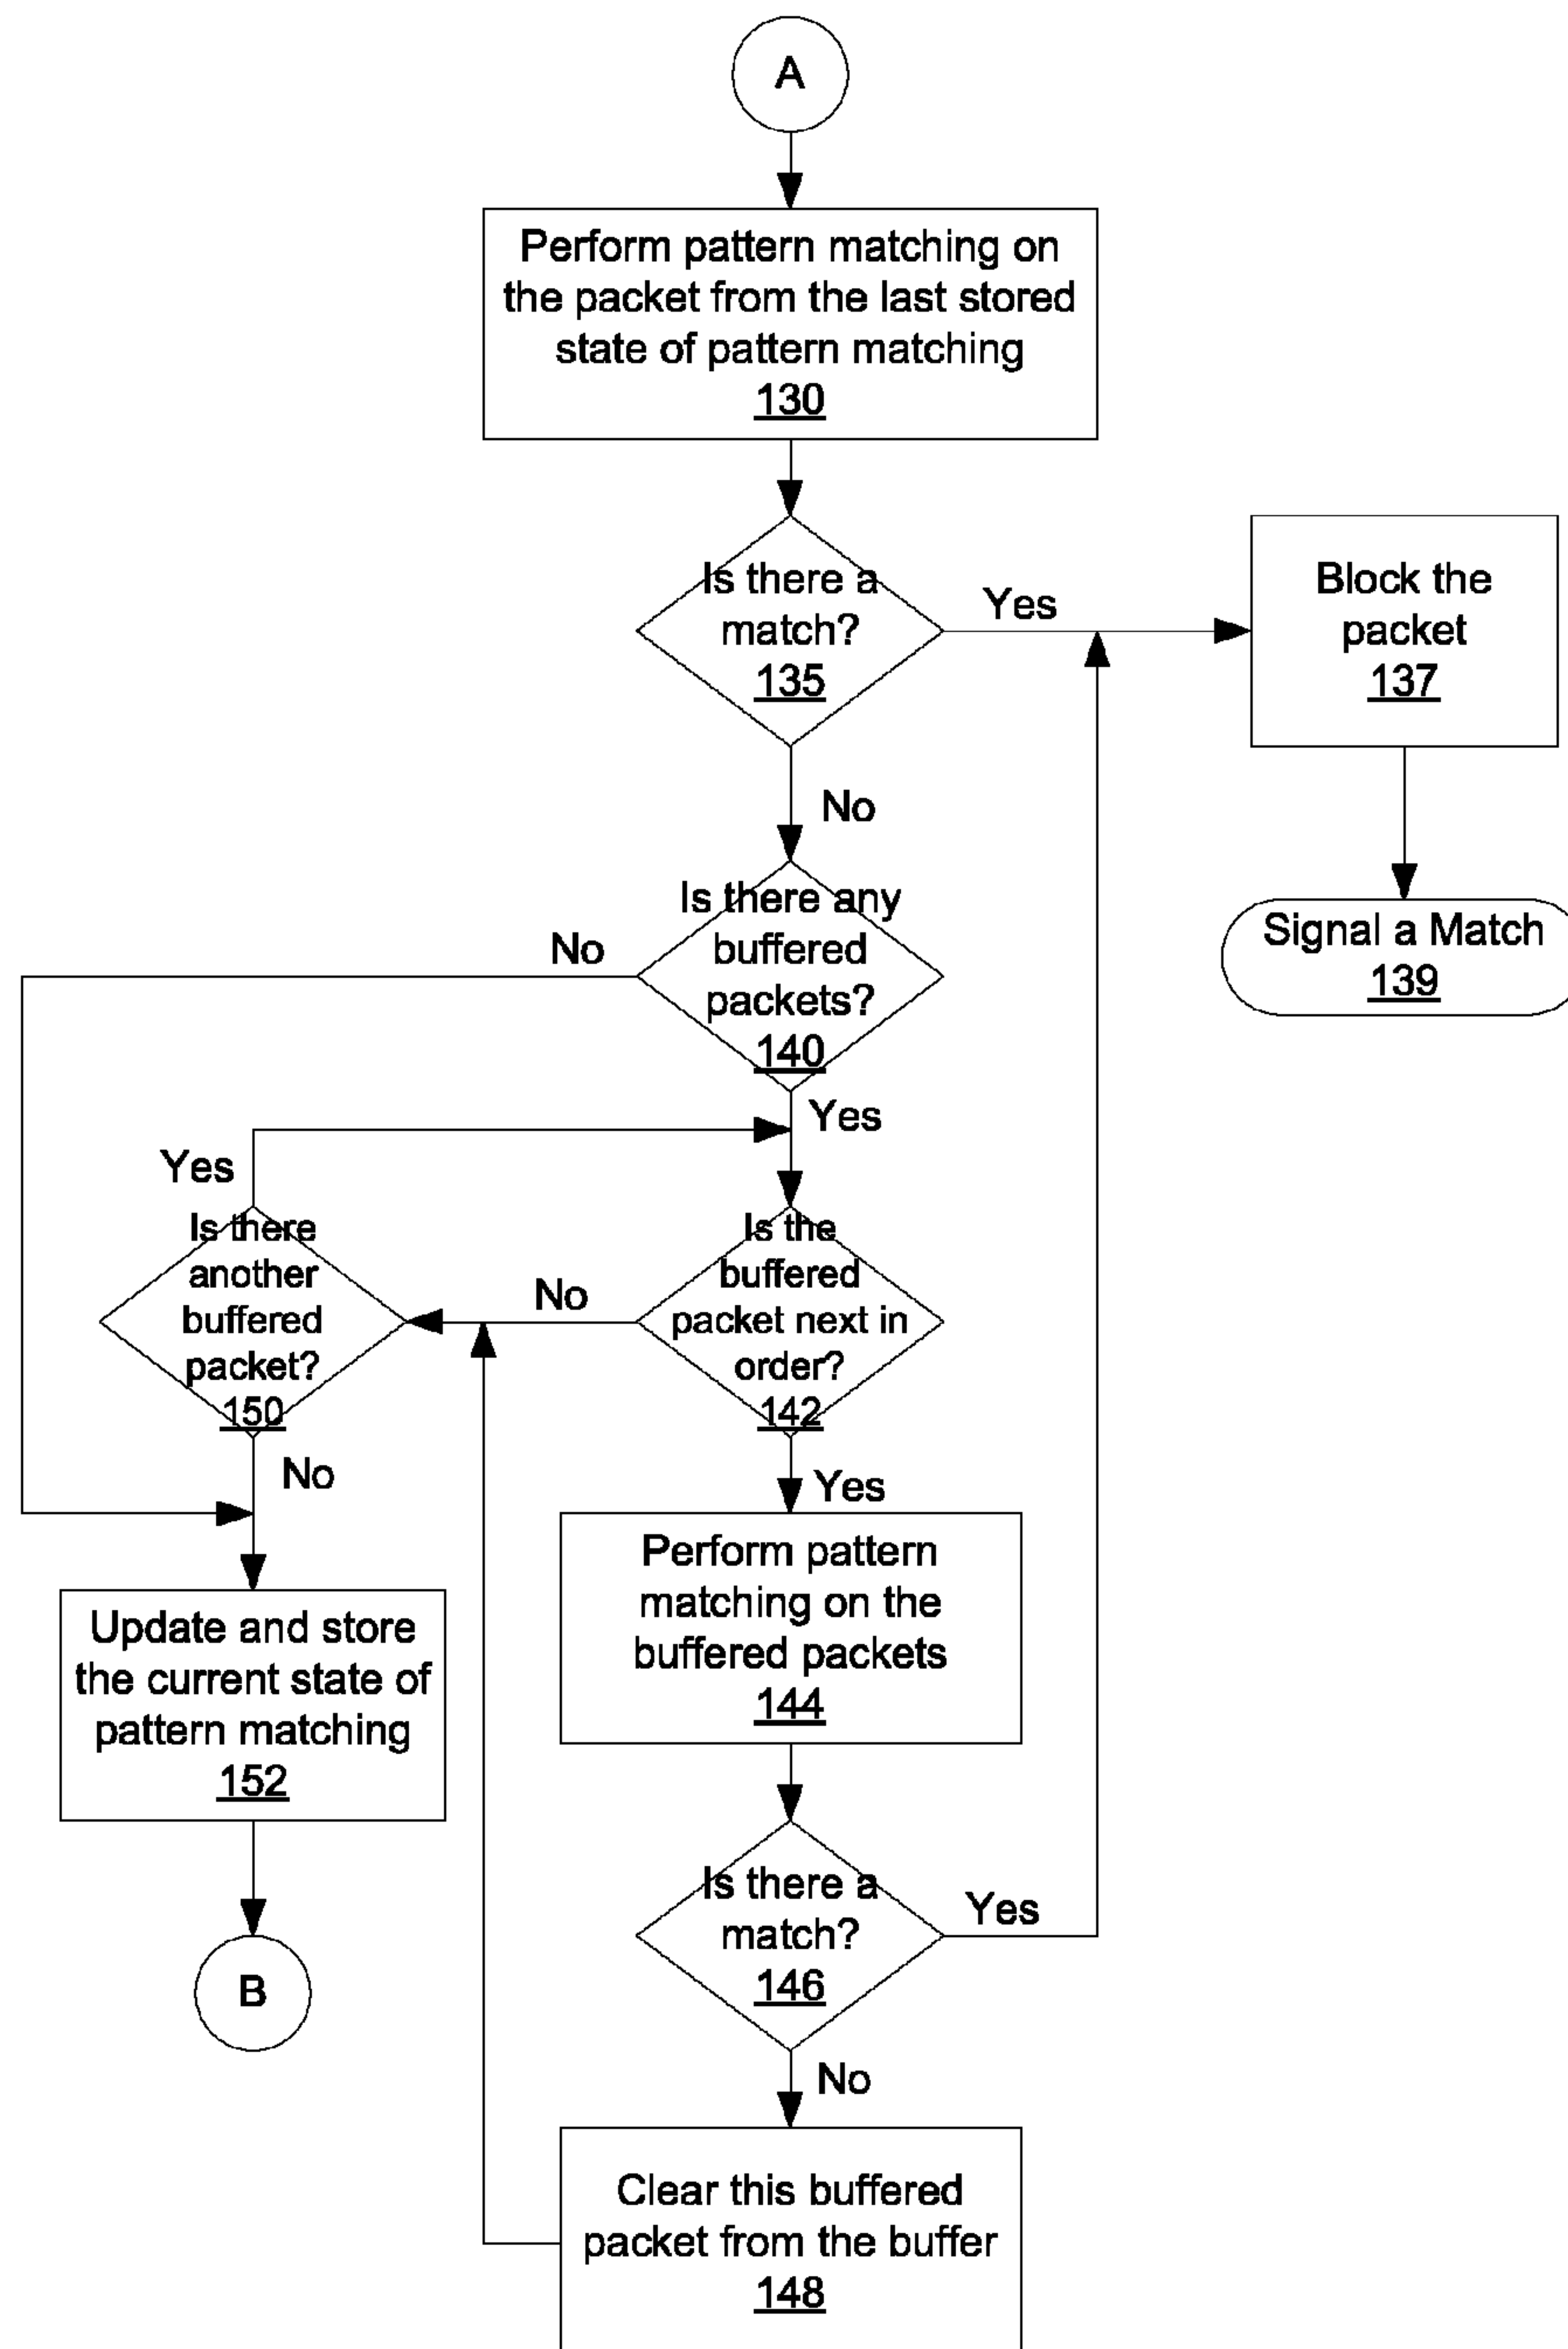 A
Perform pattern matching on
the packet from the last stored
state of pattern matching
130
Is there a
match?
135
Yes
Block the
packet
137
No
Signal a Match
139
Is there any
buffered
packets?
140
No
Yes
Yes
Is there
another
buffered
packet?
150
No
Is the
buffered
packet next in
order?
142
No
Yes
Update and store
the current state of
pattern matching
152
Perform pattern
matching on the
buffered packets
144
B
Is there a
match?
146
Yes
No
Clear this buffered
packet from the buffer
148